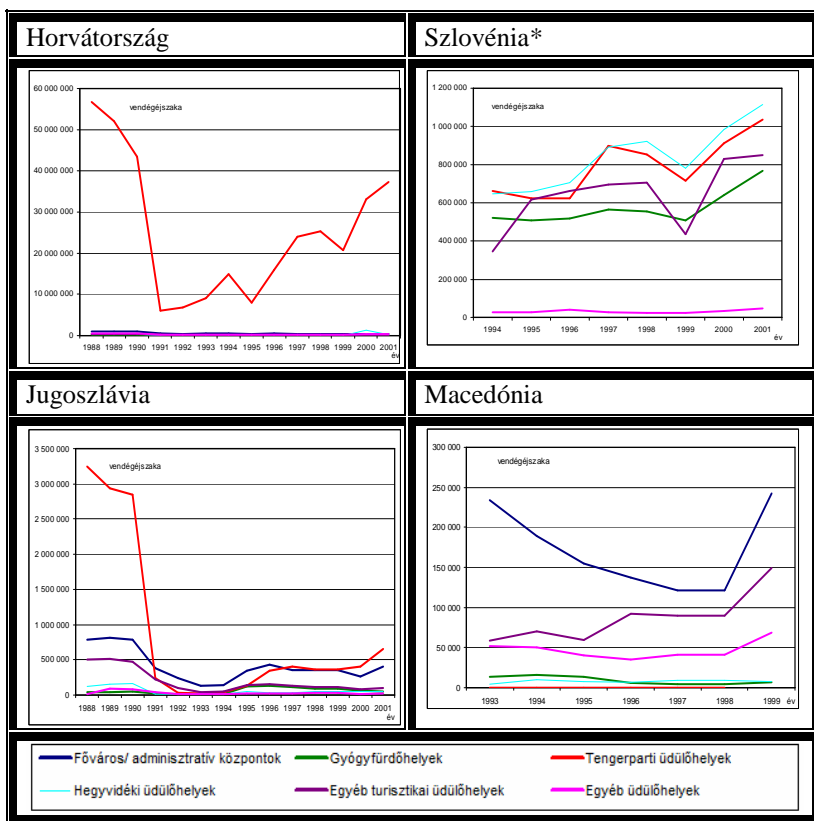 Horvátország
Szlovénia*
60 000 000
50 000 000
40 000 000
30 000 000
20 000 000
10 000 000
0
vendégéjszaka
1988 1989 1990 1991 1992 1993 1994 1995 1996 1997 1998 1999 2000 2001
év
1 200 000
1 000 000
800 000
600 000
400 000
200 000
0
vendégéjszaka
1994 1995 1996 1997 1998 1999 2000 2001
év
Jugoszlávia
Macedónia
3 500 000
3 000 000
2 500 000
2 000 000
1 500 000
1 000 000
500 000
0
vendégéjszaka
1988 1989 1990 1991 1992 1993 1994 1995 1996 1997 1998 1999 2000 2001
év
300 000
250 000
200 000
150 000
100 000
50 000
0
vendégéjszaka
1993 1994 1995 1996 1997 1998 1999 év
Főváros/ adminisztratív központok
Gyógyfürdőhelyek
Tengerparti üdülőhelyek
Hegyvidéki üdülőhelyek
Egyéb turisztikai üdülőhelyek
Egyéb üdülőhelyek